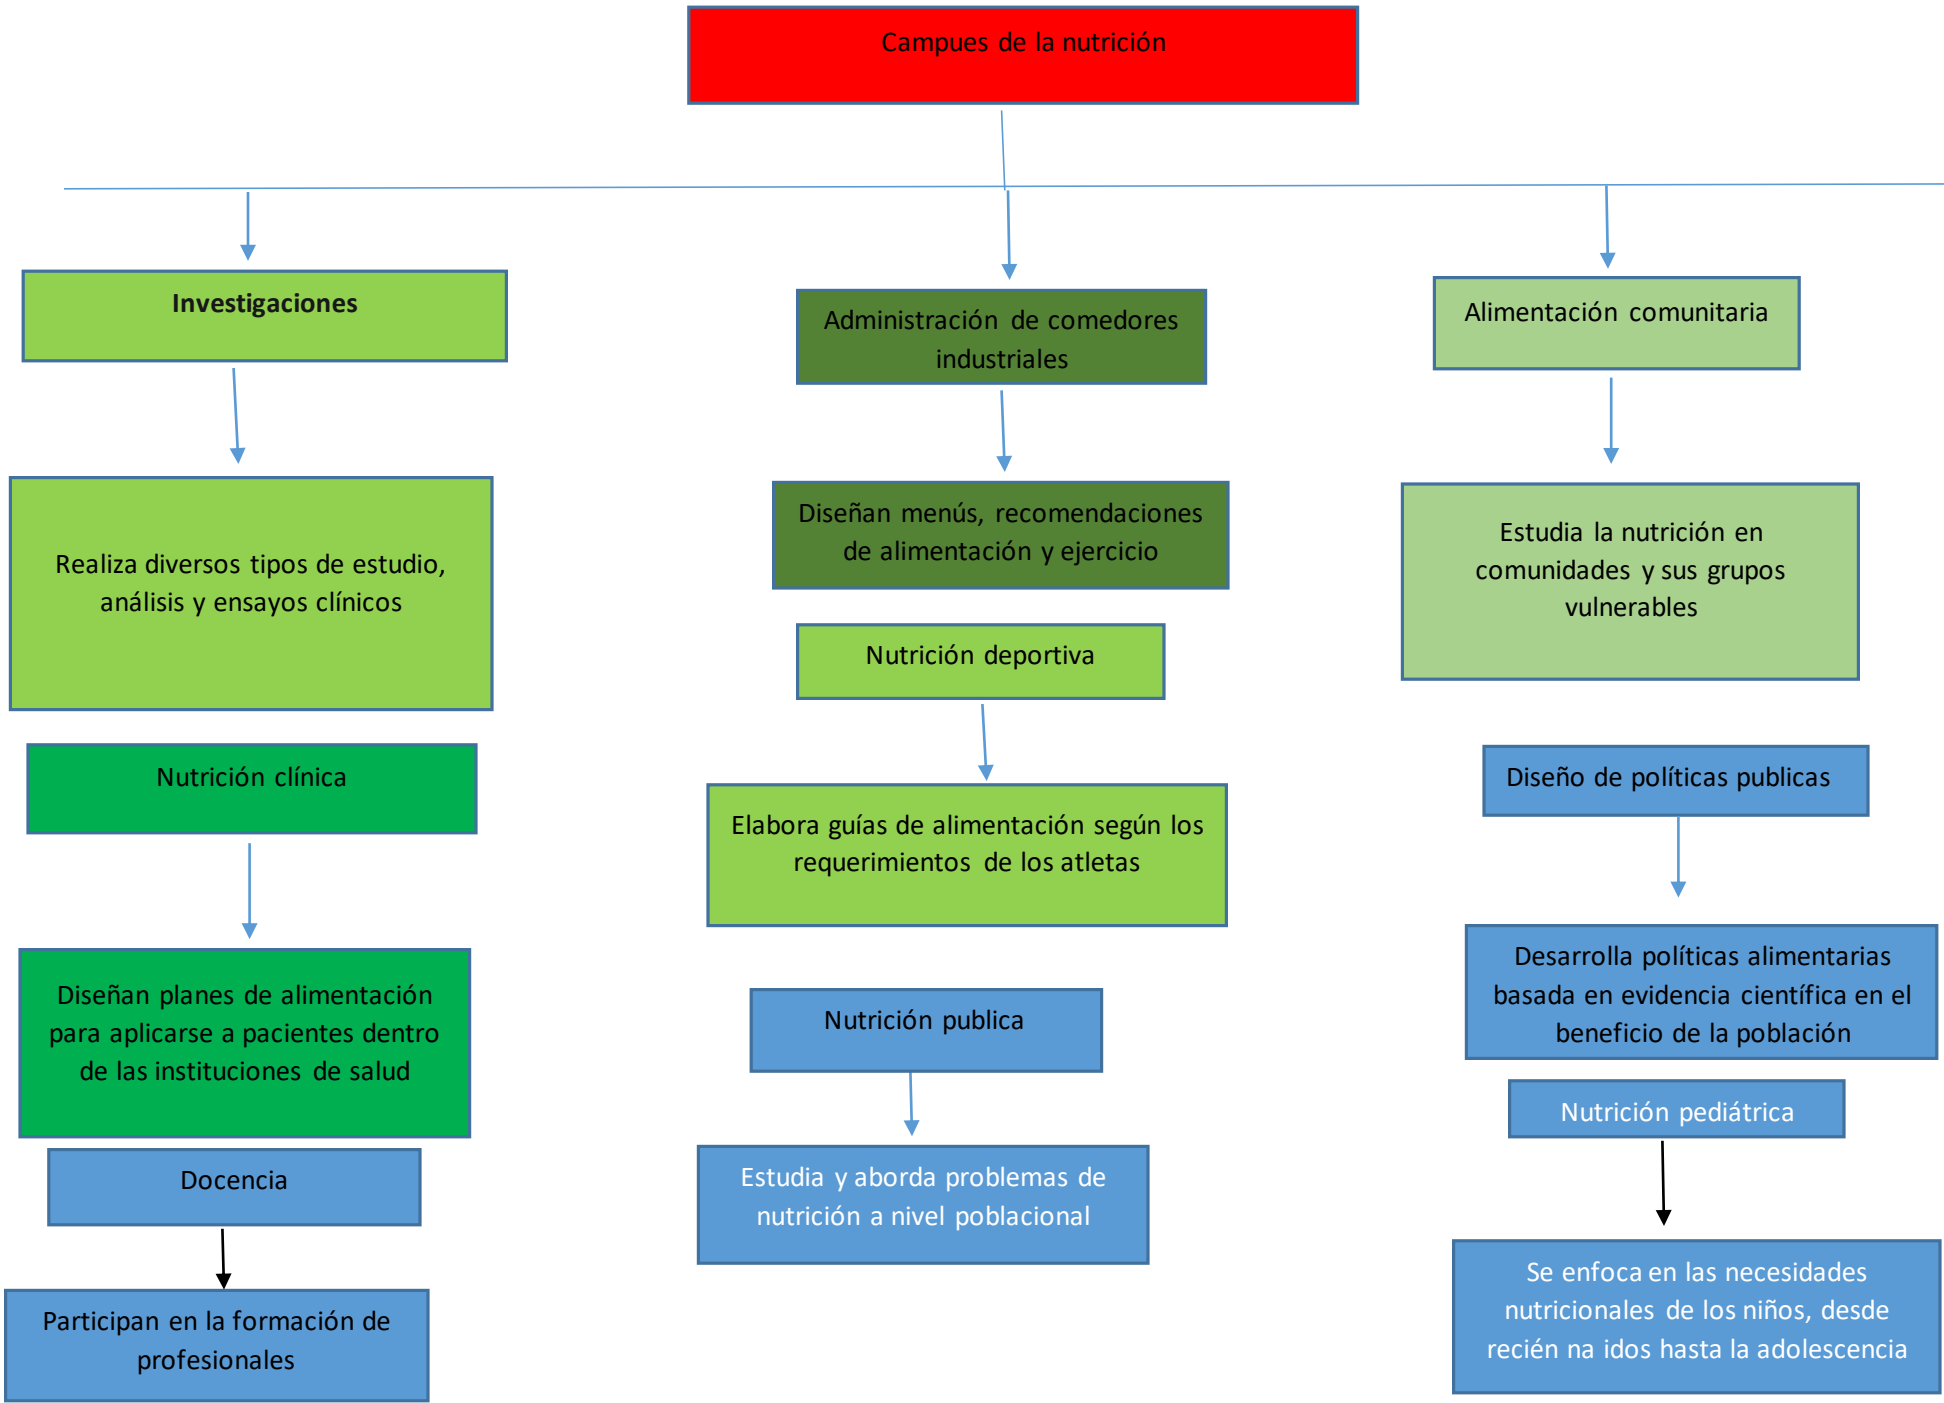 Campues de la nutrición
Investigaciones
Realiza diversos tipos de estudio,
análisis y ensayos clínicos
Nutrición clínica
Diseñan planes de alimentación
para aplicarse a pacientes dentro
de las instituciones de salud
Docencia
Participan en la formación de
profesionales
Administración de comedores
industriales
Diseñan menús, recomendaciones
de alimentación y ejercicio
Nutrición deportiva
Elabora guías de alimentación según los
requerimientos de los atletas
Nutrición publica
Estudia y aborda problemas de
nutrición a nivel poblacional
Alimentación comunitaria
Estudia la nutrición en
comunidades y sus grupos
vulnerables
Diseño de políticas publicas
Desarrolla políticas alimentarias
basada en evidencia científica en el
beneficio de la población
Nutrición pediátrica
Se enfoca en las necesidades
nutricionales de los niños, desde
recién na idos hasta la adolescencia